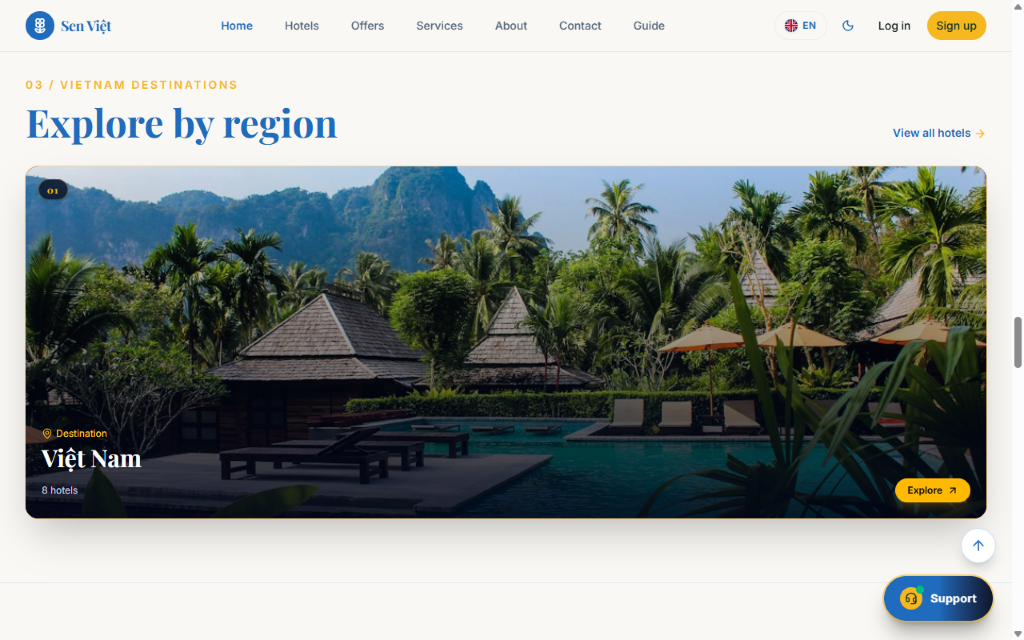 Sen Việt
Home Hotels Offers Services About Contact Guide
EN
Log in
Sign up
03 / VIETNAM DESTINATIONS
Explore by region
View all hotels →
01
Destination
Việt Nam
8 hotels
Explore
Support